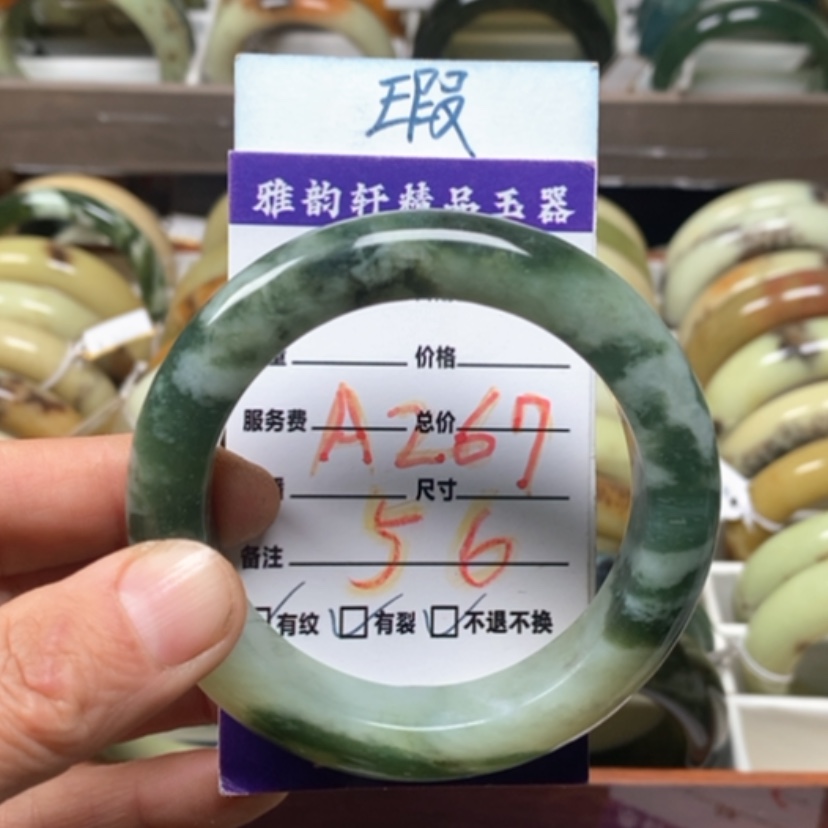 瑕
雅韵轩精品玉器
价格
服务费 A267 总价
尺寸
56
备注
有纹 有裂 不退不换